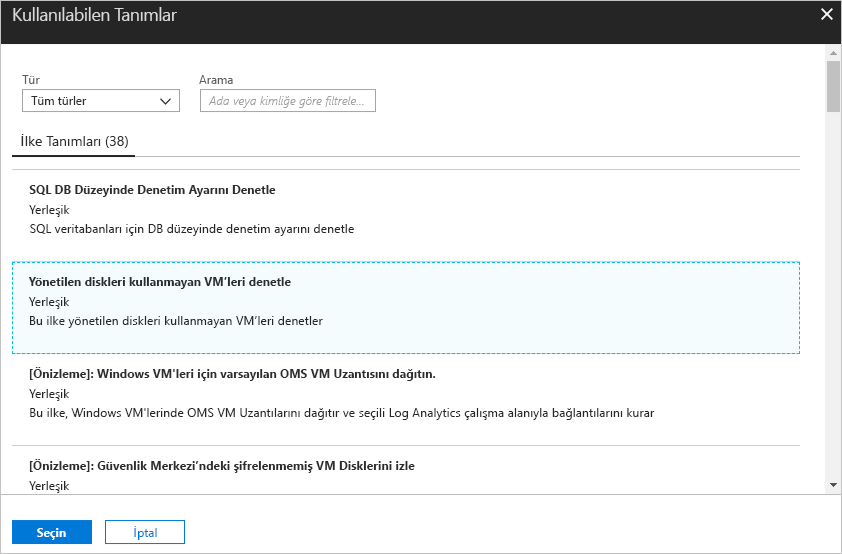 Kullanılabilen Tanımlar
Tür
Arama
Tüm türler
Ada veya kimliğe göre filtrele...
İlke Tanımları (38)
SQL DB Düzeyinde Denetim Ayarını Denetle
Yerleşik
SQL veritabanları için DB düzeyinde denetim ayarını denetle
Yönetilen diskleri kullanmayan VM'leri denetle
Yerleşik
Bu ilke yönetilen diskleri kullanmayan VM'leri denetler
[Önizleme]: Windows VM'leri için varsayılan OMS VM Uzantısını dağıtın.
Yerleşik
Bu ilke, Windows VM'lerinde OMS VM Uzantılarını dağıtır ve seçili Log Analytics çalışma alanıyla bağlantılarını kurar
[Önizleme]: Güvenlik Merkezi'ndeki şifrelenmemiş VM Disklerini izle
Yerleşik
Seçin
İptal